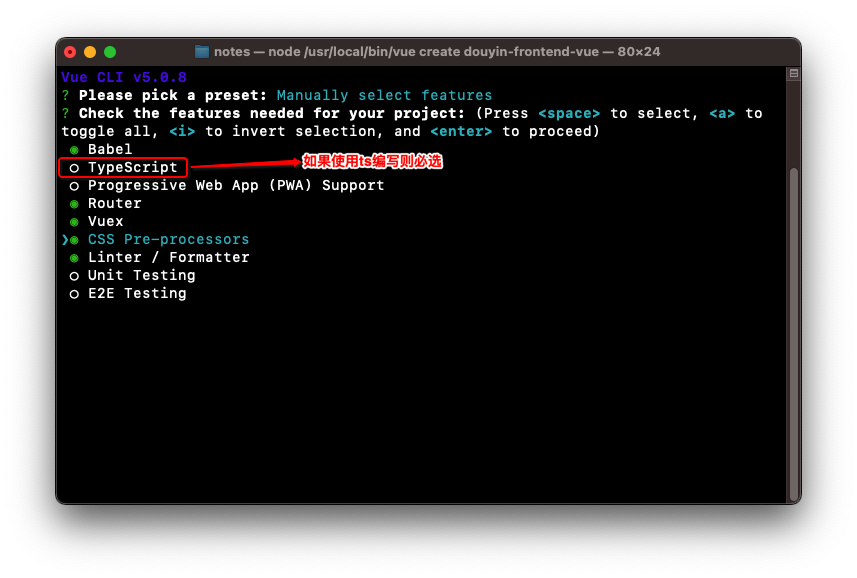 notes — node /usr/local/bin/vue create douyin-frontend-vue — 80×24
Vue CLI v5.0.8
? Please pick a preset: Manually select features
? Check the features needed for your project: (Press <space> to select, <a> to
toggle all, <i> to invert selection, and <enter> to proceed)
◉ Babel
○ TypeScript 如果使用ts编写则必选
○ Progressive Web App (PWA) Support
◉ Router
◉ Vuex
❯◉ CSS Pre-processors
◉ Linter / Formatter
○ Unit Testing
○ E2E Testing